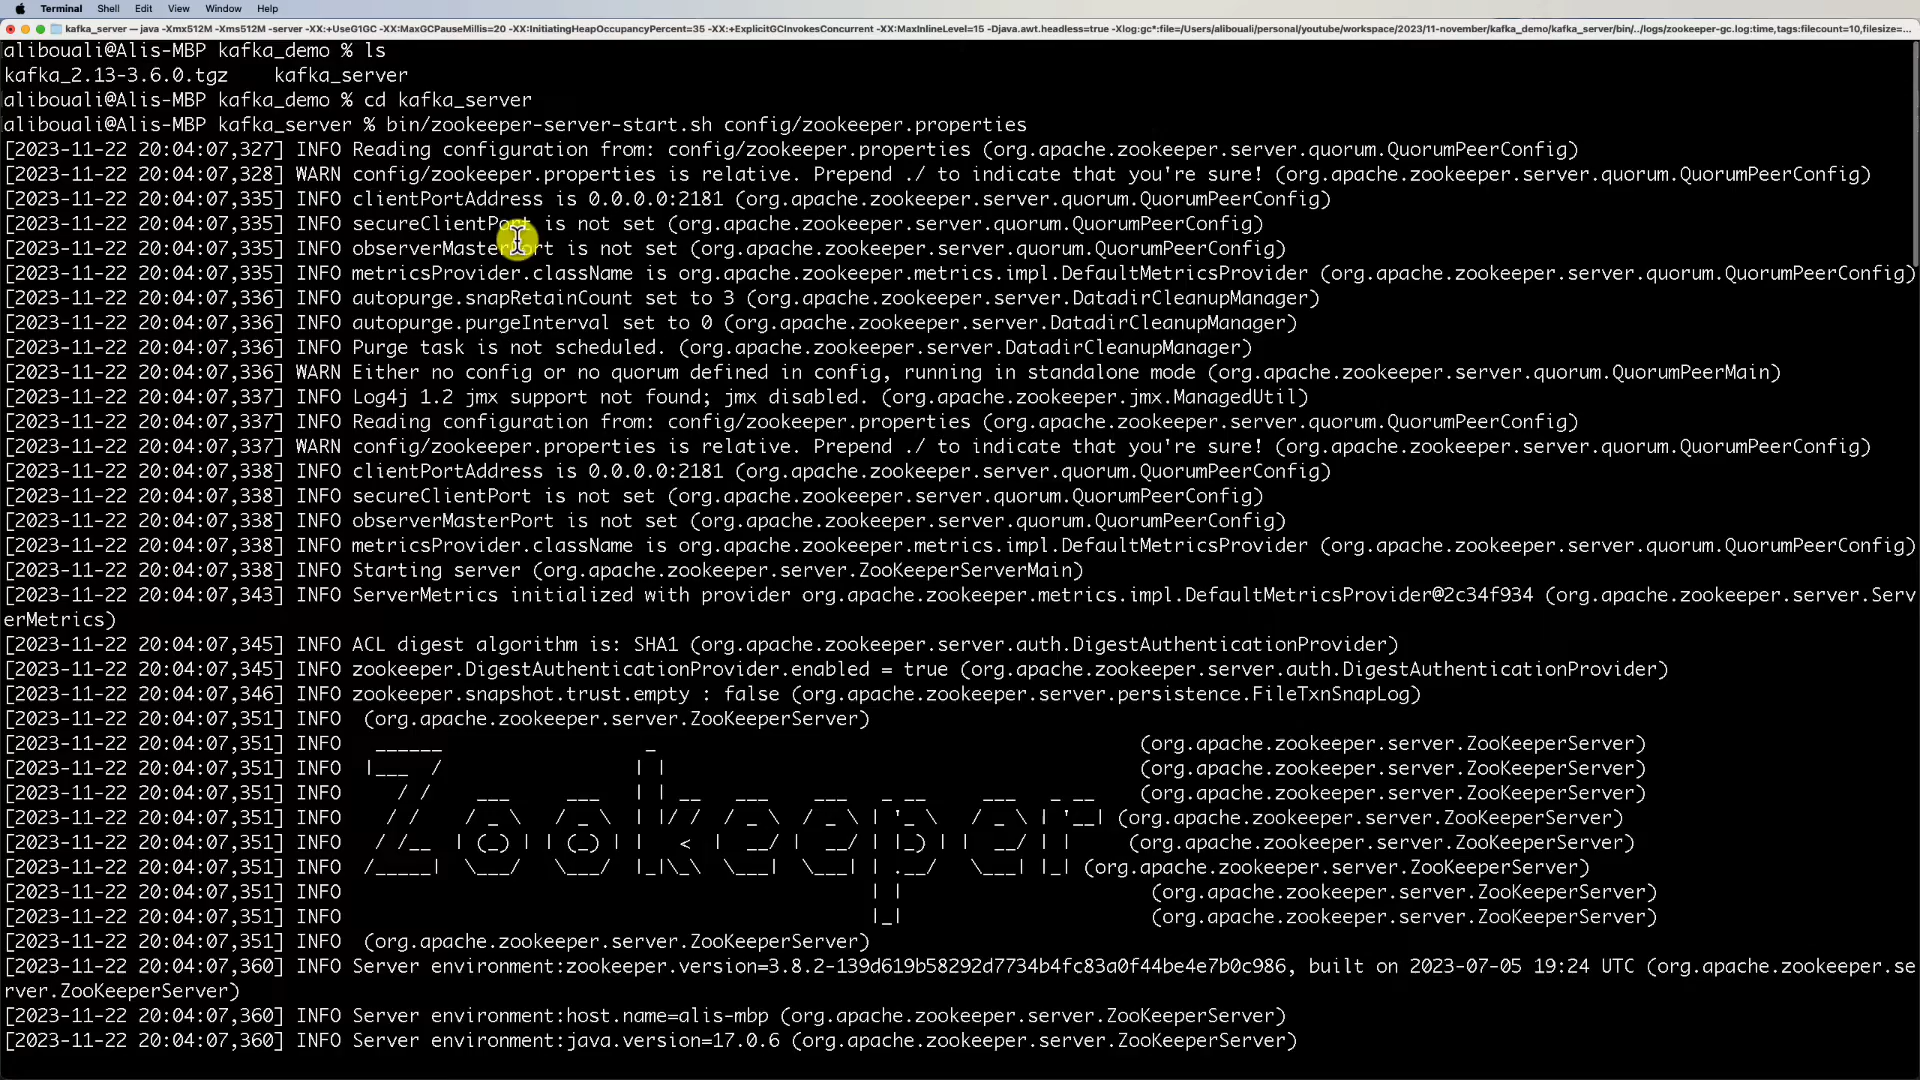 Terminal Shell Edit View Window Help
kafka_server — java -Xmx512M -Xms512M -server -XX:+UseG1GC -XX:MaxGCPauseMillis=20 -XX:InitiatingHeapOccupancyPercent=35 -XX:+ExplicitGCInvokesConcurrent -XX:MaxInlineLevel=15 -Djava.awt.headless=true -Xlog:gc*:file=/Users/alibouali/personal/youtube/workspace/2023/11-november/kafka_demo/kafka_server/bin/../logs/zookeeper-gc.log:time,tags:filecount=10,filesize=...
alibouali@Alis-MBP kafka_demo % ls
kafka_2.13-3.6.0.tgz    kafka_server
alibouali@Alis-MBP kafka_demo % cd kafka_server
alibouali@Alis-MBP kafka_server % bin/zookeeper-server-start.sh config/zookeeper.properties
[2023-11-22 20:04:07,327] INFO Reading configuration from: config/zookeeper.properties (org.apache.zookeeper.server.quorum.QuorumPeerConfig)
[2023-11-22 20:04:07,328] WARN config/zookeeper.properties is relative. Prepend ./ to indicate that you're sure! (org.apache.zookeeper.server.quorum.QuorumPeerConfig)
[2023-11-22 20:04:07,335] INFO clientPortAddress is 0.0.0.0:2181 (org.apache.zookeeper.server.quorum.QuorumPeerConfig)
[2023-11-22 20:04:07,335] INFO secureClientPort is not set (org.apache.zookeeper.server.quorum.QuorumPeerConfig)
[2023-11-22 20:04:07,335] INFO observerMasterPort is not set (org.apache.zookeeper.server.quorum.QuorumPeerConfig)
[2023-11-22 20:04:07,335] INFO metricsProvider.className is org.apache.zookeeper.metrics.impl.DefaultMetricsProvider (org.apache.zookeeper.server.quorum.QuorumPeerConfig)
[2023-11-22 20:04:07,336] INFO autopurge.snapRetainCount set to 3 (org.apache.zookeeper.server.DatadirCleanupManager)
[2023-11-22 20:04:07,336] INFO autopurge.purgeInterval set to 0 (org.apache.zookeeper.server.DatadirCleanupManager)
[2023-11-22 20:04:07,336] INFO Purge task is not scheduled. (org.apache.zookeeper.server.DatadirCleanupManager)
[2023-11-22 20:04:07,336] WARN Either no config or no quorum defined in config, running in standalone mode (org.apache.zookeeper.server.quorum.QuorumPeerMain)
[2023-11-22 20:04:07,337] INFO Log4j 1.2 jmx support not found; jmx disabled. (org.apache.zookeeper.jmx.ManagedUtil)
[2023-11-22 20:04:07,337] INFO Reading configuration from: config/zookeeper.properties (org.apache.zookeeper.server.quorum.QuorumPeerConfig)
[2023-11-22 20:04:07,337] WARN config/zookeeper.properties is relative. Prepend ./ to indicate that you're sure! (org.apache.zookeeper.server.quorum.QuorumPeerConfig)
[2023-11-22 20:04:07,338] INFO clientPortAddress is 0.0.0.0:2181 (org.apache.zookeeper.server.quorum.QuorumPeerConfig)
[2023-11-22 20:04:07,338] INFO secureClientPort is not set (org.apache.zookeeper.server.quorum.QuorumPeerConfig)
[2023-11-22 20:04:07,338] INFO observerMasterPort is not set (org.apache.zookeeper.server.quorum.QuorumPeerConfig)
[2023-11-22 20:04:07,338] INFO metricsProvider.className is org.apache.zookeeper.metrics.impl.DefaultMetricsProvider (org.apache.zookeeper.server.quorum.QuorumPeerConfig)
[2023-11-22 20:04:07,338] INFO Starting server (org.apache.zookeeper.server.ZooKeeperServerMain)
[2023-11-22 20:04:07,343] INFO ServerMetrics initialized with provider org.apache.zookeeper.metrics.impl.DefaultMetricsProvider@2c34f934 (org.apache.zookeeper.server.Serv
erMetrics)
[2023-11-22 20:04:07,345] INFO ACL digest algorithm is: SHA1 (org.apache.zookeeper.server.auth.DigestAuthenticationProvider)
[2023-11-22 20:04:07,345] INFO zookeeper.DigestAuthenticationProvider.enabled = true (org.apache.zookeeper.server.auth.DigestAuthenticationProvider)
[2023-11-22 20:04:07,346] INFO zookeeper.snapshot.trust.empty : false (org.apache.zookeeper.server.persistence.FileTxnSnapLog)
[2023-11-22 20:04:07,351] INFO  (org.apache.zookeeper.server.ZooKeeperServer)
[2023-11-22 20:04:07,351] INFO   ______                  _                                           (org.apache.zookeeper.server.ZooKeeperServer)
[2023-11-22 20:04:07,351] INFO  |___  /                 | |                                          (org.apache.zookeeper.server.ZooKeeperServer)
[2023-11-22 20:04:07,351] INFO     / /    ___     ___   | | __   ___    ___   _ __     ___   _ __    (org.apache.zookeeper.server.ZooKeeperServer)
[2023-11-22 20:04:07,351] INFO    / /    / _ \   / _ \  | |/ /  / _ \  / _ \ | '_ \   / _ \ | '__| (org.apache.zookeeper.server.ZooKeeperServer)
[2023-11-22 20:04:07,351] INFO   / /__  | (_) | | (_) | |   <  |  __/ |  __/ | |_) | |  __/ | |     (org.apache.zookeeper.server.ZooKeeperServer)
[2023-11-22 20:04:07,351] INFO  /_____|  \___/   \___/  |_|\_\  \___|  \___| | .__/   \___| |_| (org.apache.zookeeper.server.ZooKeeperServer)
[2023-11-22 20:04:07,351] INFO                                               | |                      (org.apache.zookeeper.server.ZooKeeperServer)
[2023-11-22 20:04:07,351] INFO                                               |_|                      (org.apache.zookeeper.server.ZooKeeperServer)
[2023-11-22 20:04:07,351] INFO  (org.apache.zookeeper.server.ZooKeeperServer)
[2023-11-22 20:04:07,360] INFO Server environment:zookeeper.version=3.8.2-139d619b58292d7734b4fc83a0f44be4e7b0c986, built on 2023-07-05 19:24 UTC (org.apache.zookeeper.se
rver.ZooKeeperServer)
[2023-11-22 20:04:07,360] INFO Server environment:host.name=alis-mbp (org.apache.zookeeper.server.ZooKeeperServer)
[2023-11-22 20:04:07,360] INFO Server environment:java.version=17.0.6 (org.apache.zookeeper.server.ZooKeeperServer)